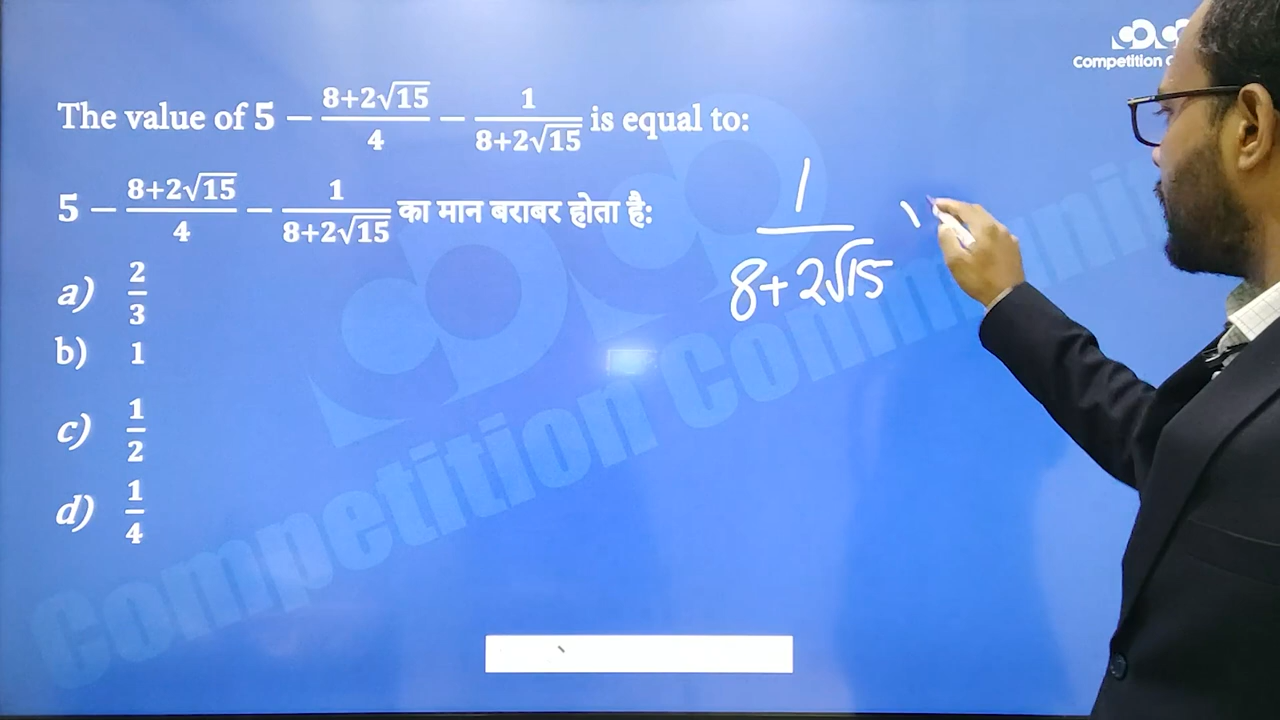 Competition
The value of 5 − (8+2√15)/4 − 1/(8+2√15) is equal to:
5 − (8+2√15)/4 − 1/(8+2√15) का मान बराबर होता है:
1/(8+2√15)
a) 2/3
b) 1
c) 1/2
d) 1/4
Competition Communit